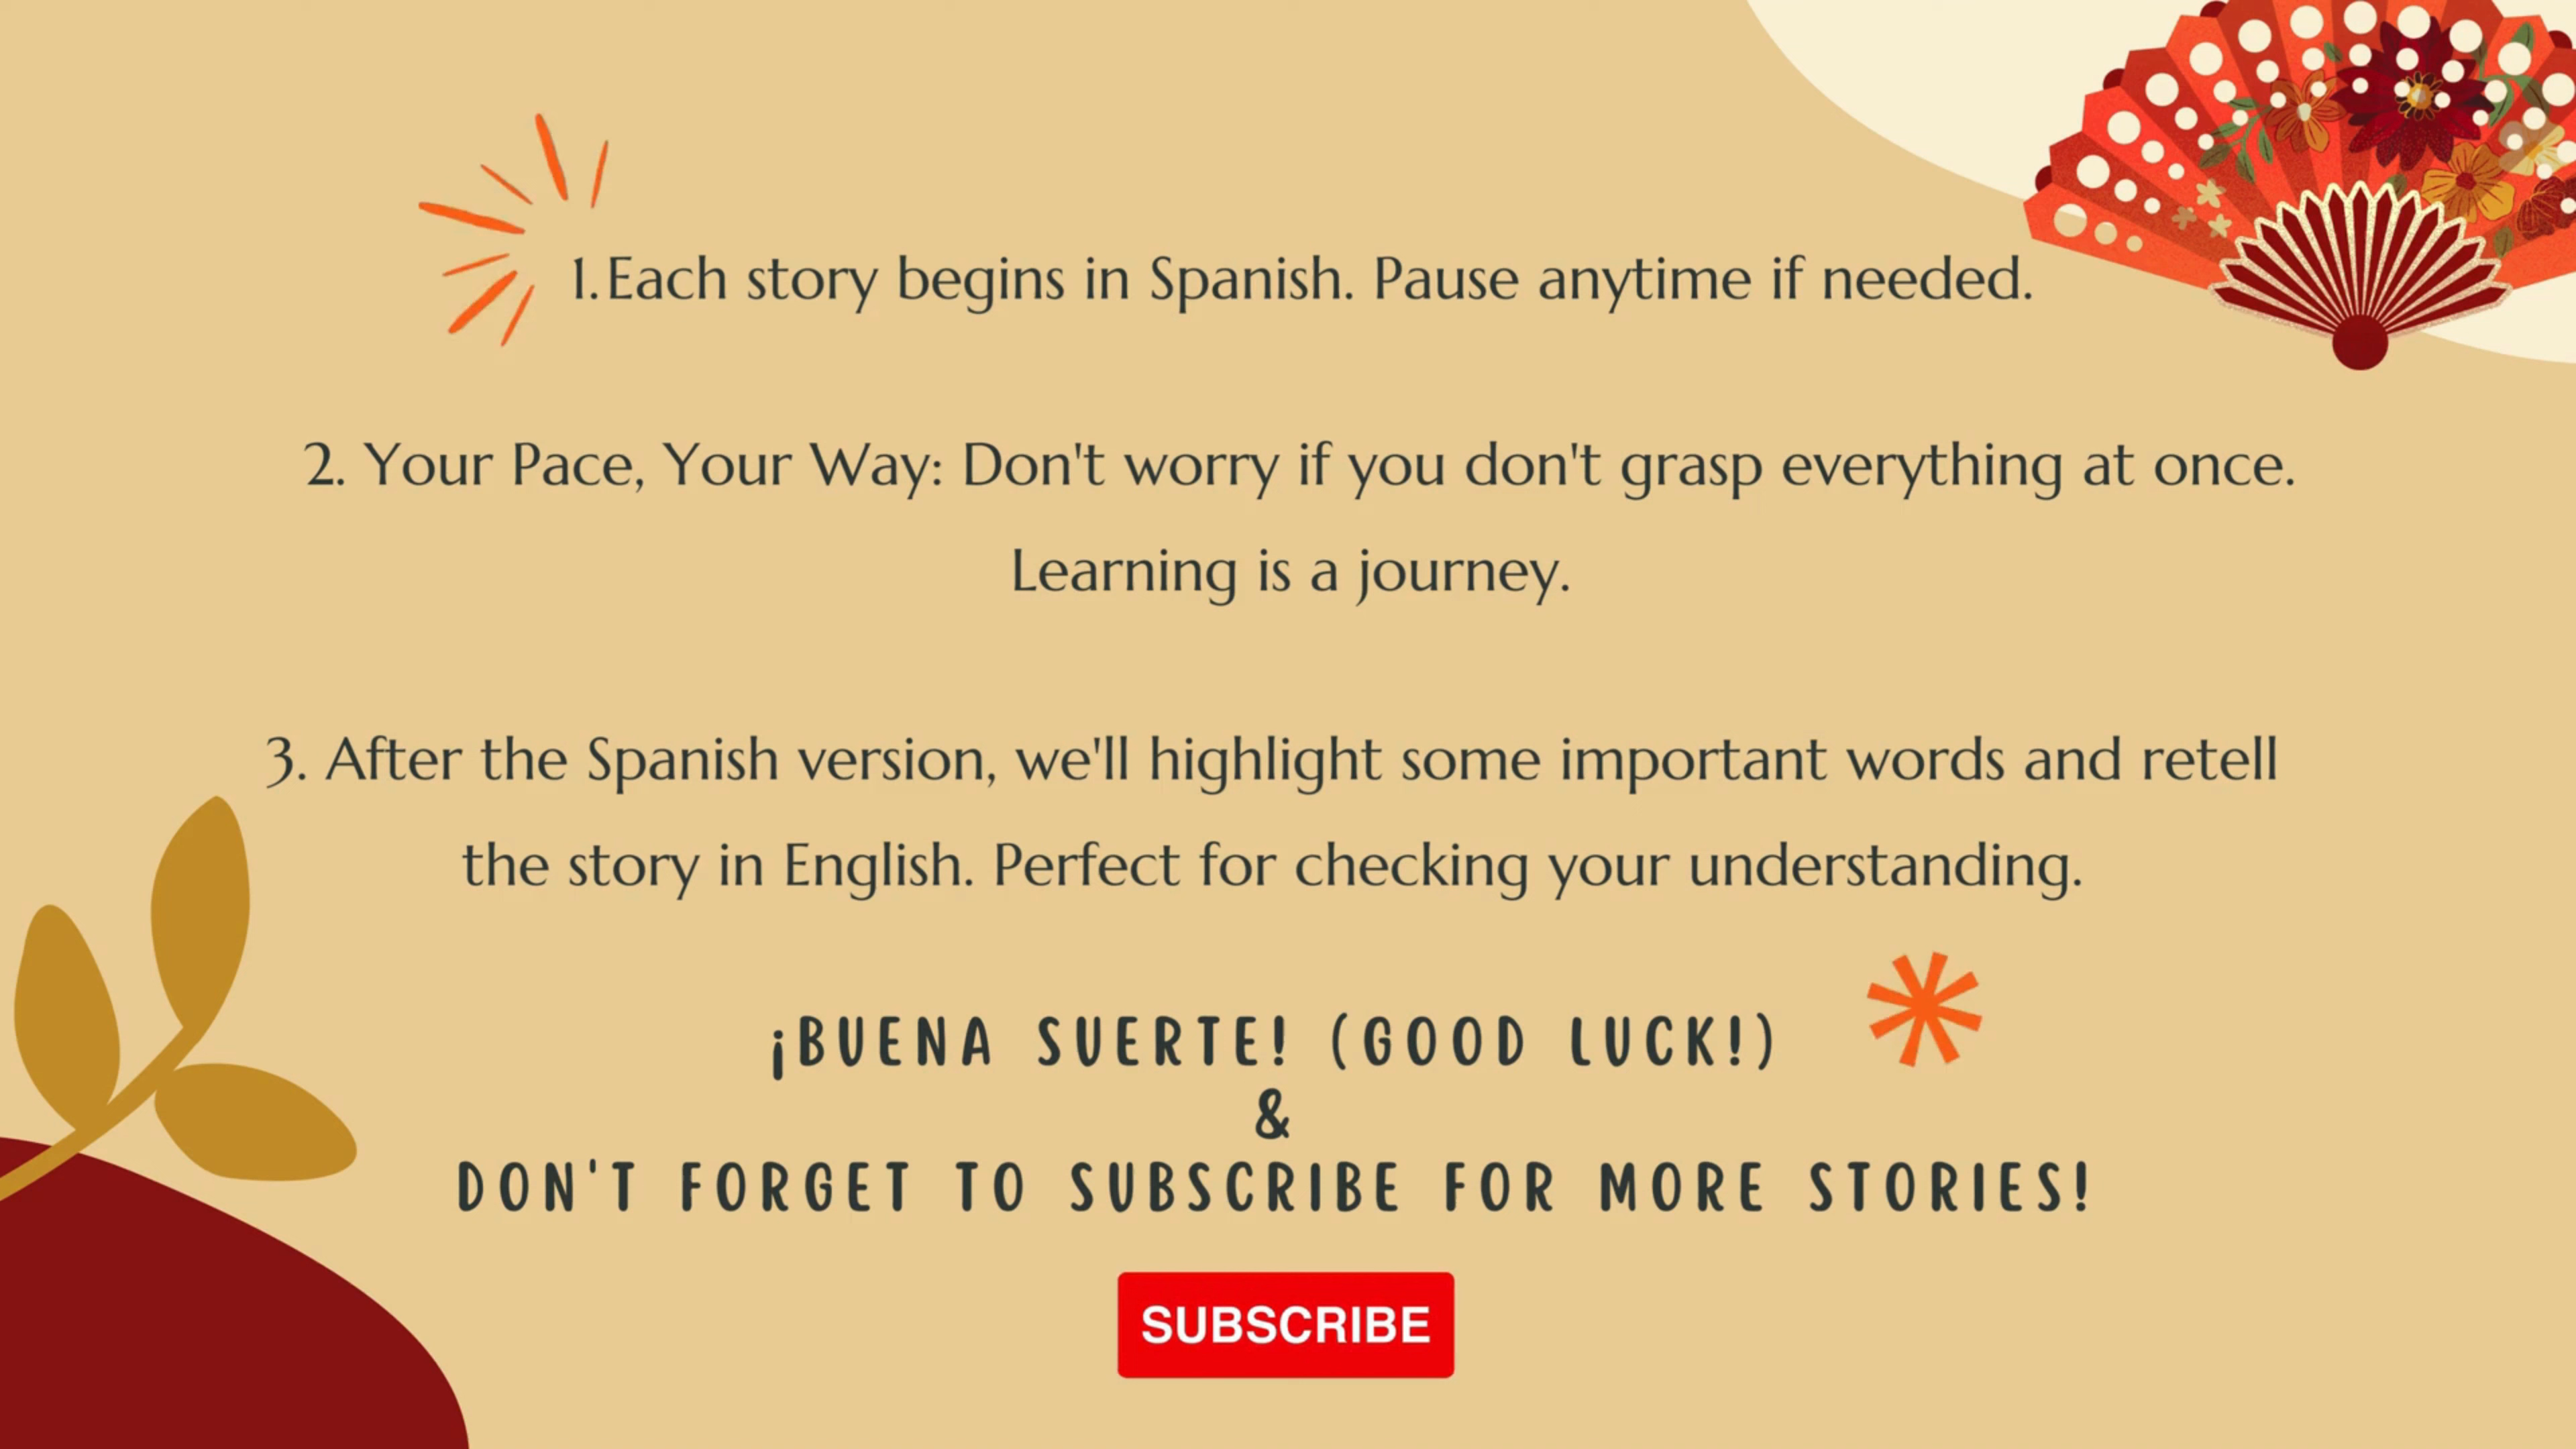 1.Each story begins in Spanish. Pause anytime if needed.
2. Your Pace, Your Way: Don't worry if you don't grasp everything at once.
Learning is a journey.
3. After the Spanish version, we'll highlight some important words and retell
the story in English. Perfect for checking your understanding.
¡BUENA SUERTE! (GOOD LUCK!)
&
DON'T FORGET TO SUBSCRIBE FOR MORE STORIES!
SUBSCRIBE